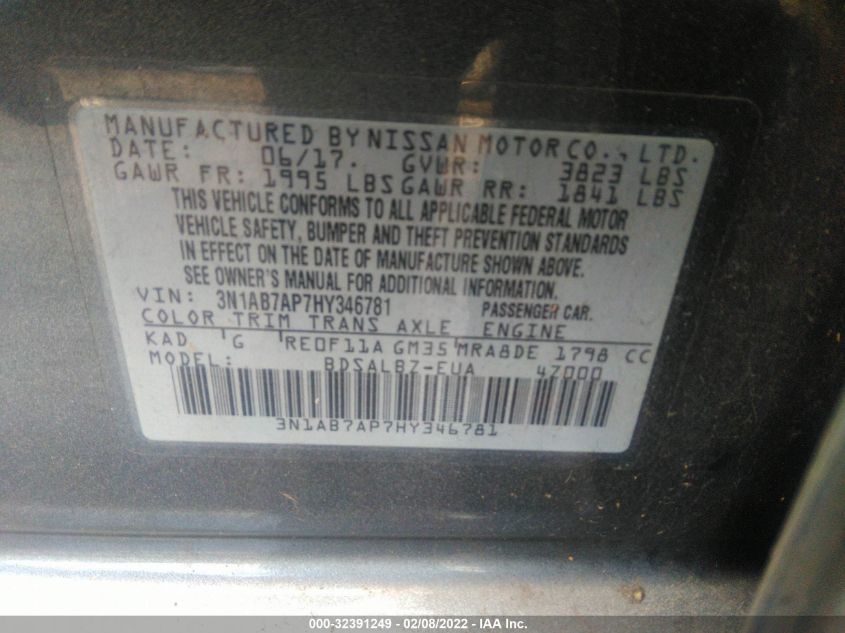 MANUFACTURED BY NISSAN MOTOR CO., LTD.
DATE: 06/17. GVWR: 3823 LBS
GAWR FR: 1995 LBS GAWR RR: 1841 LBS
THIS VEHICLE CONFORMS TO ALL APPLICABLE FEDERAL MOTOR
VEHICLE SAFETY, BUMPER AND THEFT PREVENTION STANDARDS
IN EFFECT ON THE DATE OF MANUFACTURE SHOWN ABOVE.
SEE OWNER'S MANUAL FOR ADDITIONAL INFORMATION.
VIN: 3N1AB7AP7HY346781 PASSENGER CAR.
COLOR TRIM TRANS AXLE ENGINE
KAD G RE0F11A GM35 MRA8DE 1798 CC
MODEL: BDSALBZ-EUA 4Z000
3N1AB7AP7HY346781
000-32391249 - 02/08/2022 - IAA Inc.